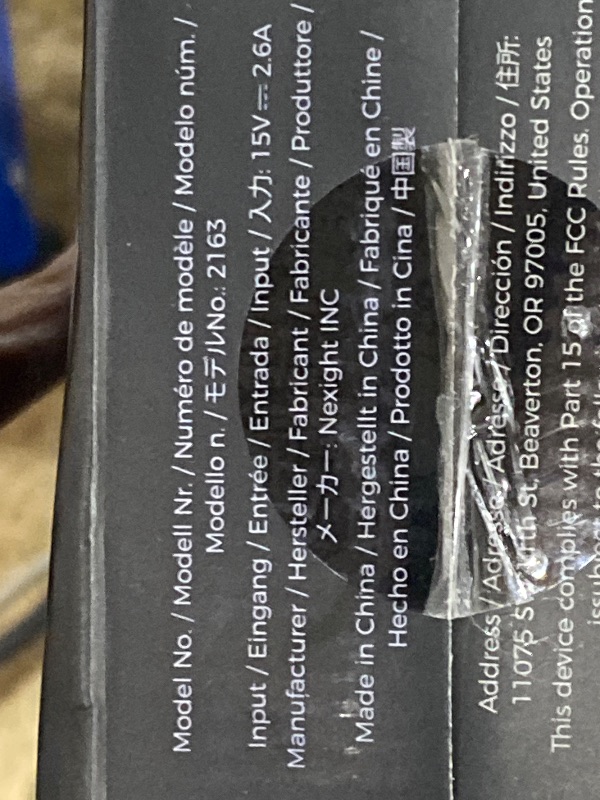 Model No. / Modell Nr. / Numéro de modèle / Modelo núm. /
Modello n. / モデルNo.: 2163
Input / Eingang / Entrée / Entrada / Input / 入力: 15V⎓2.6A
Manufacturer / Hersteller / Fabricant / Fabricante / Produttore /
メーカー: Nexight INC
Made in China / Hergestellt in China / Fabriqué en Chine /
Hecho en China / Prodotto in Cina / 中国製
Address / Adresse / Adresse / Dirección / Indirizzo / 住所:
11075 St, Beaverton, OR 97005, United States
This device complies with Part 15 of the FCC Rules. Operation